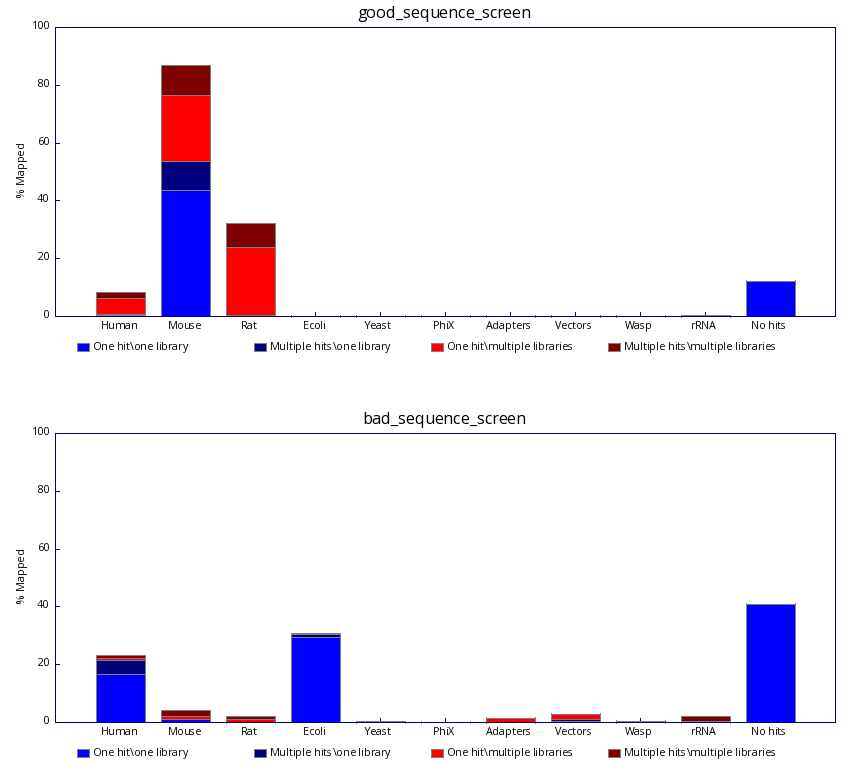 good_sequence_screen
100
80
60
40
20
0
% Mapped
Human Mouse Rat Ecoli Yeast PhiX Adapters Vectors Wasp rRNA No hits
One hit\one library Multiple hits\one library One hit\multiple libraries Multiple hits\multiple libraries
bad_sequence_screen
100
80
60
40
20
0
% Mapped
Human Mouse Rat Ecoli Yeast PhiX Adapters Vectors Wasp rRNA No hits
One hit\one library Multiple hits\one library One hit\multiple libraries Multiple hits\multiple libraries